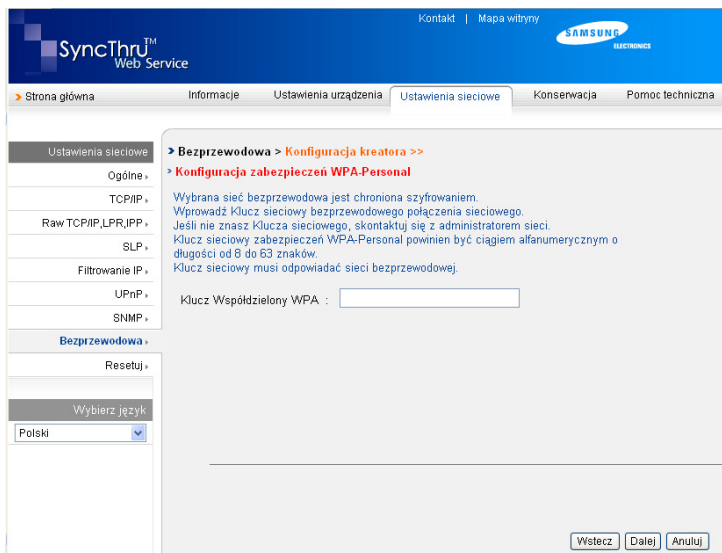 Kontakt | Mapa witryny
SAMSUNG
ELECTRONICS
SyncThru™
Web Service
Strona główna
Informacje
Ustawienia urządzenia
Ustawienia sieciowe
Konserwacja
Pomoc techniczna
Ustawienia sieciowe
Ogólne
TCP/IP
Raw TCP/IP,LPR,IPP
SLP
Filtrowanie IP
UPnP
SNMP
Bezprzewodowa
Resetuj
Wybierz język
Polski
Bezprzewodowa > Konfiguracja kreatora >>
Konfiguracja zabezpieczeń WPA-Personal
Wybrana sieć bezprzewodowa jest chroniona szyfrowaniem.
Wprowadź Klucz sieciowy bezprzewodowego połączenia sieciowego.
Jeśli nie znasz Klucza sieciowego, skontaktuj się z administratorem sieci.
Klucz sieciowy zabezpieczeń WPA-Personal powinien być ciągiem alfanumerycznym o
długości od 8 do 63 znaków.
Klucz sieciowy musi odpowiadać sieci bezprzewodowej.
Klucz Współdzielony WPA :
Wstecz
Dalej
Anuluj